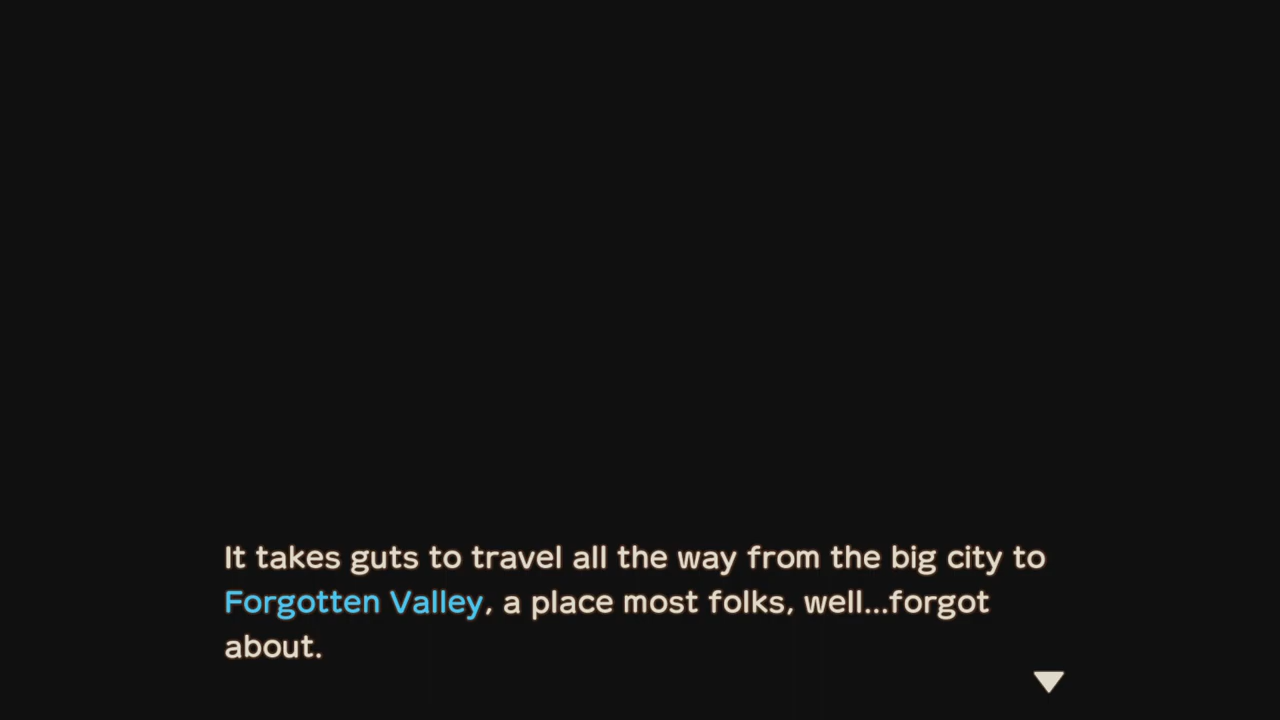 It takes guts to travel all the way from the big city to
Forgotten Valley, a place most folks, well...forgot
about.